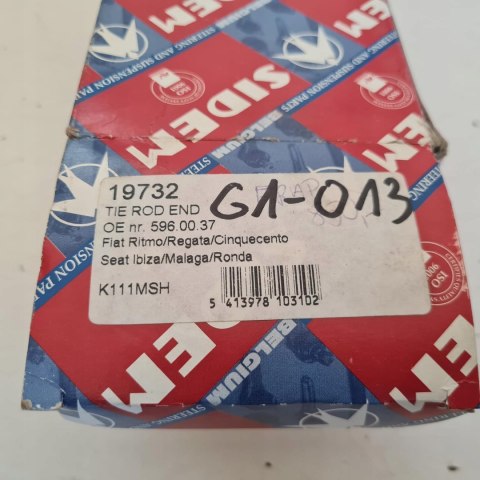 STEERING AND SUSPENSION PARTS
SIDEM
BELGIUM
19732
TIE ROD END
G1-013
OE nr. 596.00.37
Fiat Ritmo/Regata/Cinquecento
Seat Ibiza/Malaga/Ronda
K111MSH
5 413978 103102
SIDEM
BELGIUM